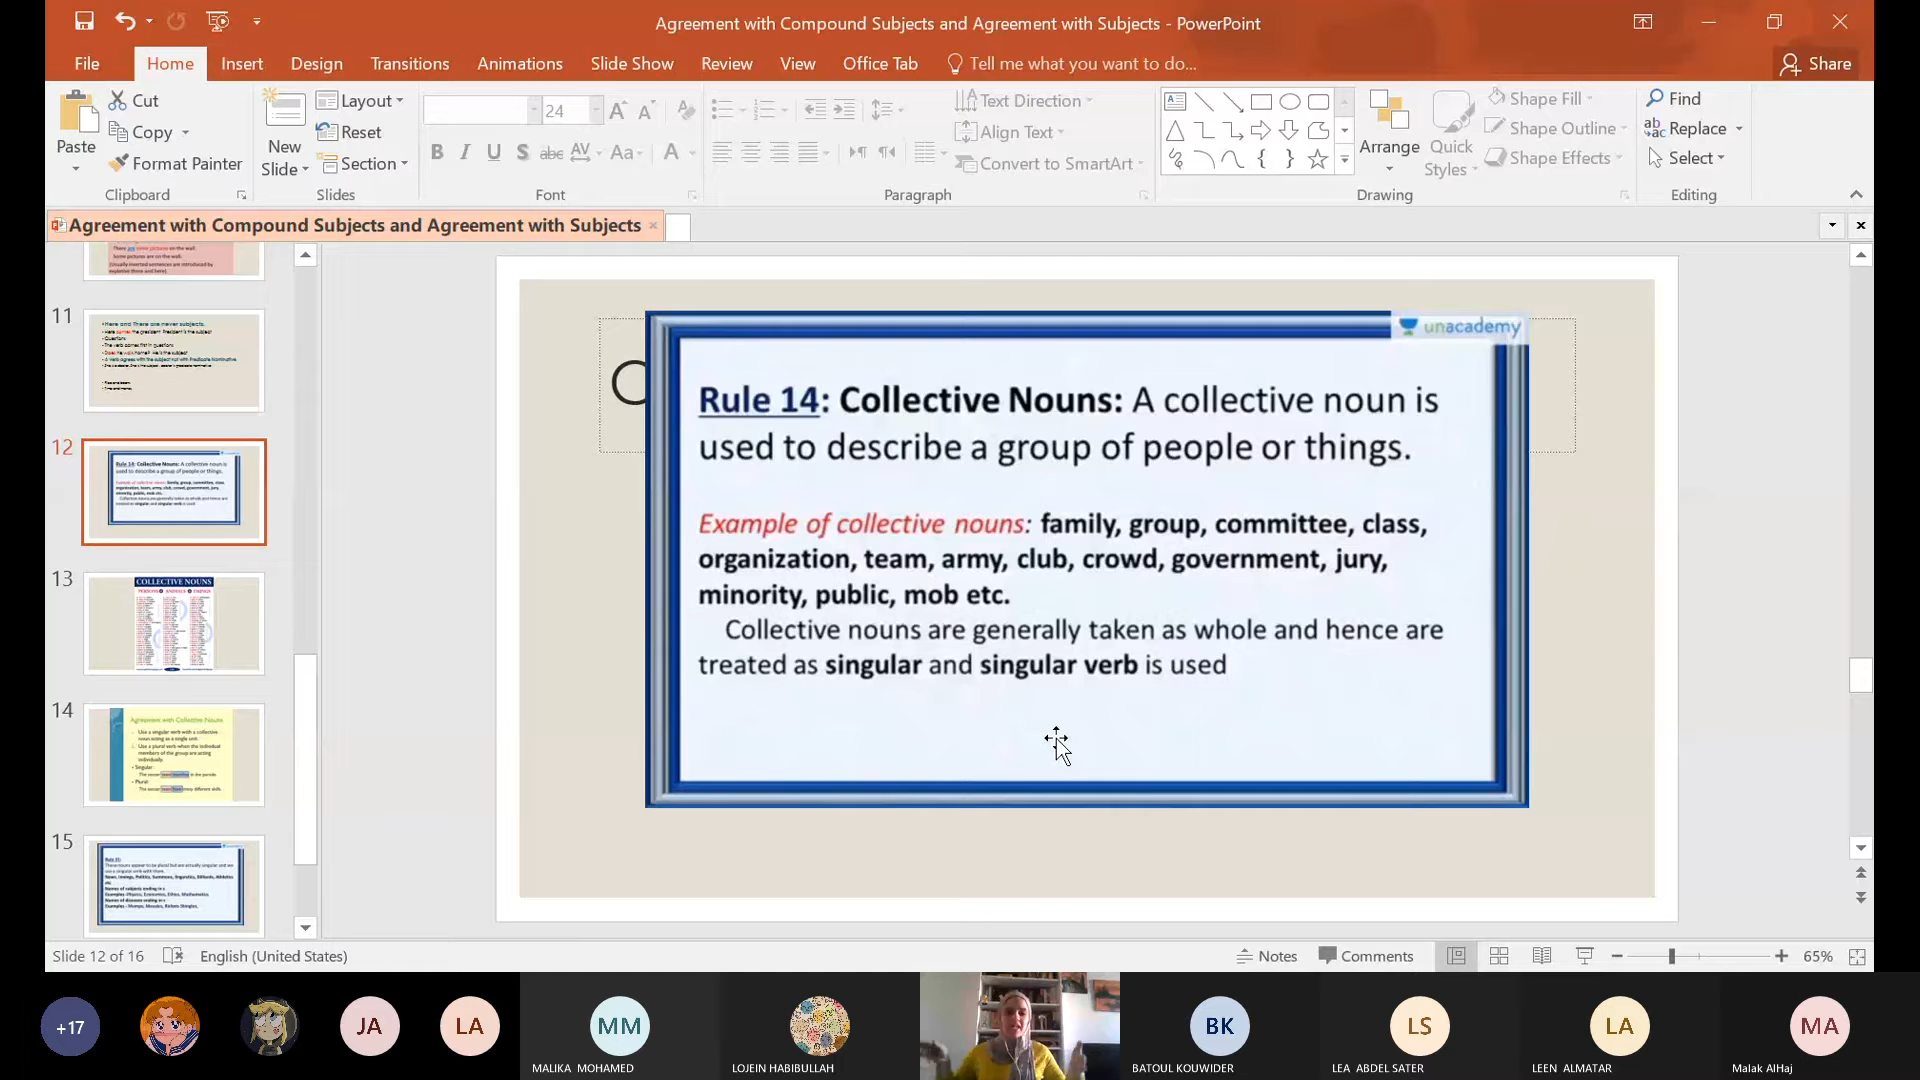 Agreement with Compound Subjects and Agreement with Subjects - PowerPoint
File Home Insert Design Transitions Animations Slide Show Review View Office Tab Tell me what you want to do... Share
Paste
Cut
Copy
Format Painter
Clipboard
New Slide
Layout
Reset
Section
Slides
24
B I U S abc AV Aa A
Font
Text Direction
Align Text
Convert to SmartArt
Paragraph
Arrange
Quick Styles
Shape Fill
Shape Outline
Shape Effects
Drawing
Find
Replace
Select
Editing
Agreement with Compound Subjects and Agreement with Subjects
11
12
13
COLLECTIVE NOUNS
14
Agreement with Collective Nouns
15
unacademy
Rule 14: Collective Nouns: A collective noun is
used to describe a group of people or things.
Example of collective nouns: family, group, committee, class,
organization, team, army, club, crowd, government, jury,
minority, public, mob etc.
Collective nouns are generally taken as whole and hence are
treated as singular and singular verb is used
Slide 12 of 16 English (United States) Notes Comments 65%
+17 JA LA MM BK LS LA MA
MALIKA MOHAMED LOJEIN HABIBULLAH BATOUL KOUWIDER LEA ABDEL SATER LEEN ALMATAR Malak AlHaj